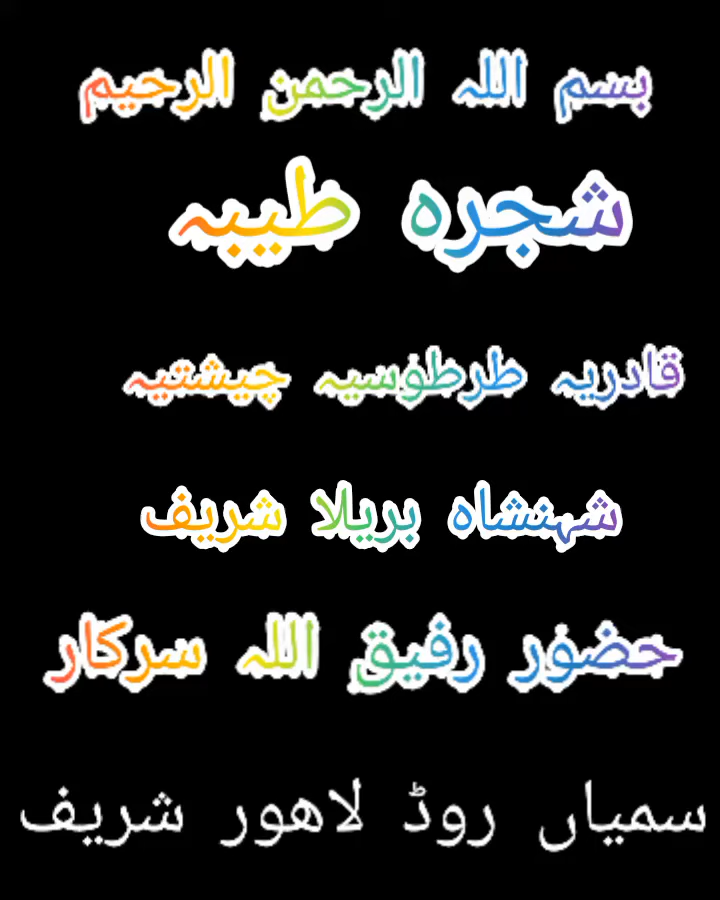 بسم اللہ الرحمن الرحیم
شجرہ طیبہ
قادریہ طرطوسیہ چیشتیہ
شہنشاہ بریلا شریف
حضور رفیق اللہ سرکار
سمیاں روڈ لاھور شریف